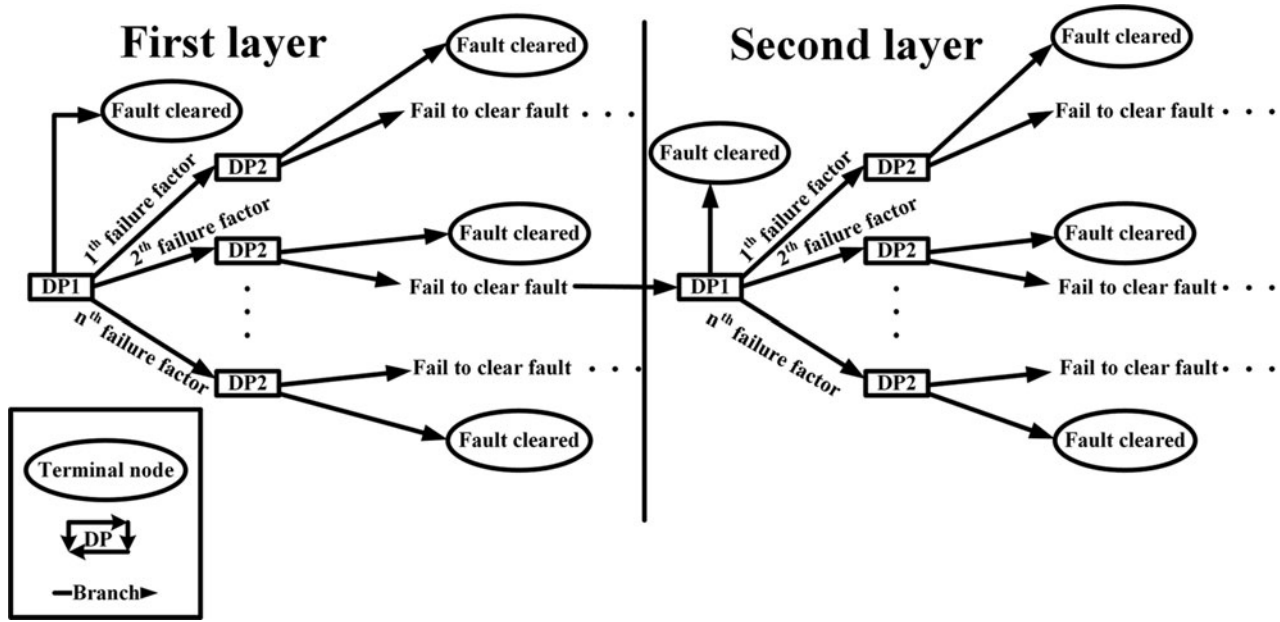 First layer
Fault cleared
Fault cleared
Fail to clear fault . . .
DP2
1th failure factor
2th failure factor
DP2
Fault cleared
DP1
Fail to clear fault
nth failure factor
DP2
Fail to clear fault . . .
Fault cleared
Second layer
Fault cleared
Fault cleared
Fail to clear fault . . .
DP2
1th failure factor
2th failure factor
DP2
Fault cleared
DP1
Fail to clear fault . . .
nth failure factor
DP2
Fail to clear fault . . .
Fault cleared
Terminal node
DP
Branch